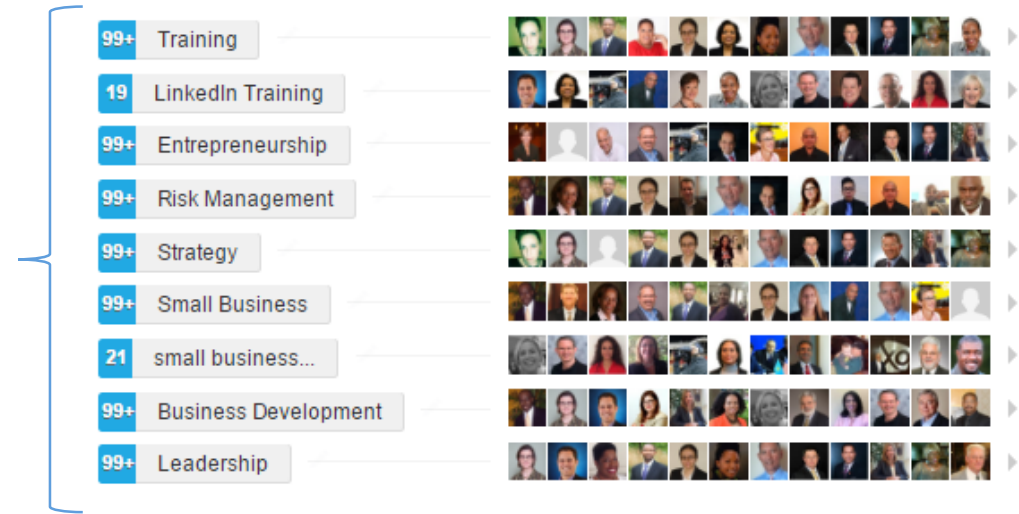 99+ Training
19 LinkedIn Training
99+ Entrepreneurship
99+ Risk Management
99+ Strategy
99+ Small Business
21 small business...
99+ Business Development
99+ Leadership